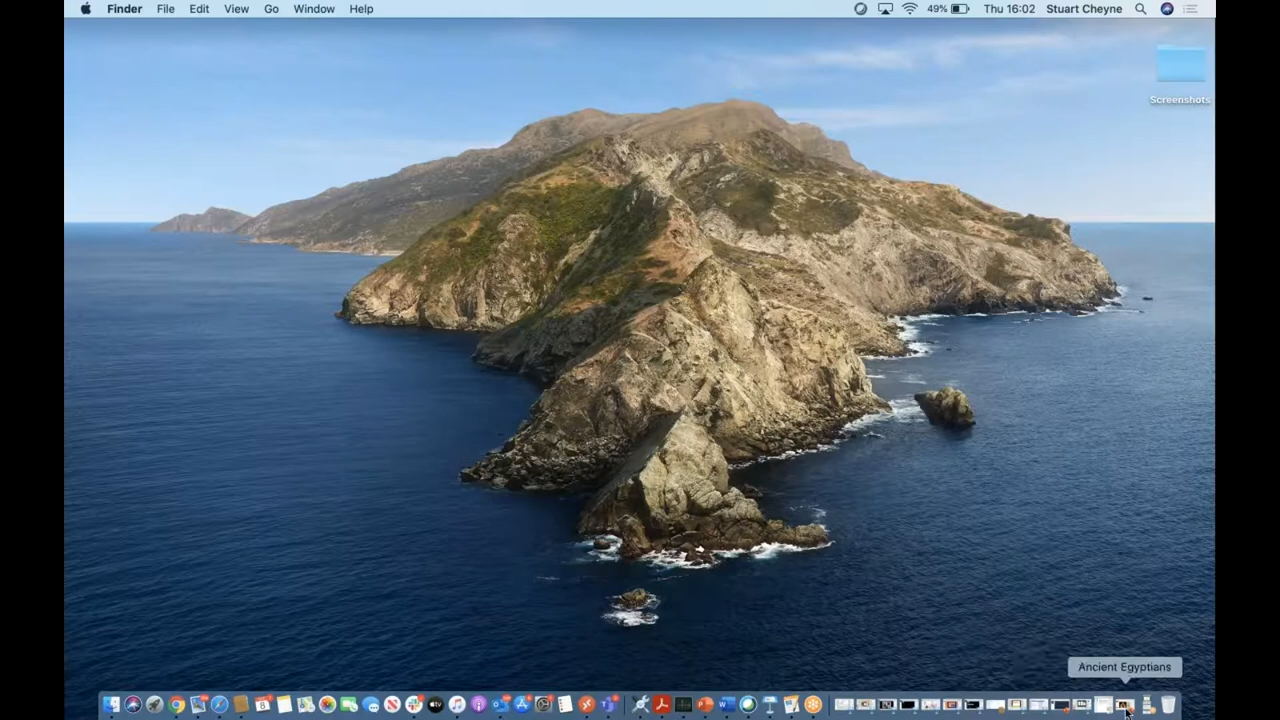 Finder File Edit View Go Window Help 49% Thu 16:02 Stuart Cheyne
Screenshots
Ancient Egyptians